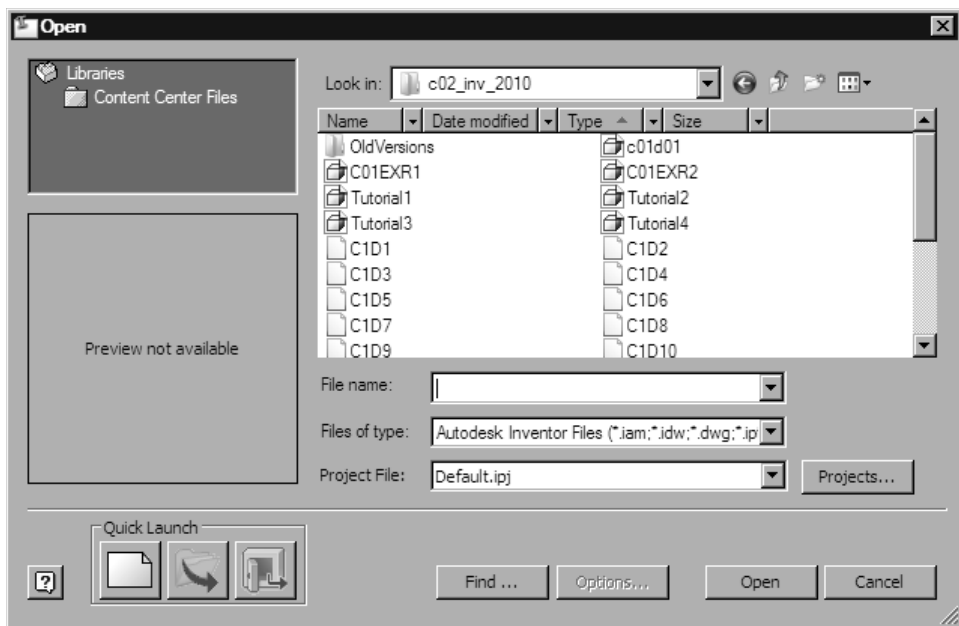 Open
Libraries
Content Center Files
Look in: c02_inv_2010
Name Date modified Type Size
OldVersions c01d01
C01EXR1 C01EXR2
Tutorial1 Tutorial2
Tutorial3 Tutorial4
C1D1 C1D2
C1D3 C1D4
C1D5 C1D6
C1D7 C1D8
C1D9 C1D10
Preview not available
File name:
Files of type: Autodesk Inventor Files (*.iam;*.idw;*.dwg;*.ip
Project File: Default.ipj Projects...
Quick Launch
Find ... Options... Open Cancel